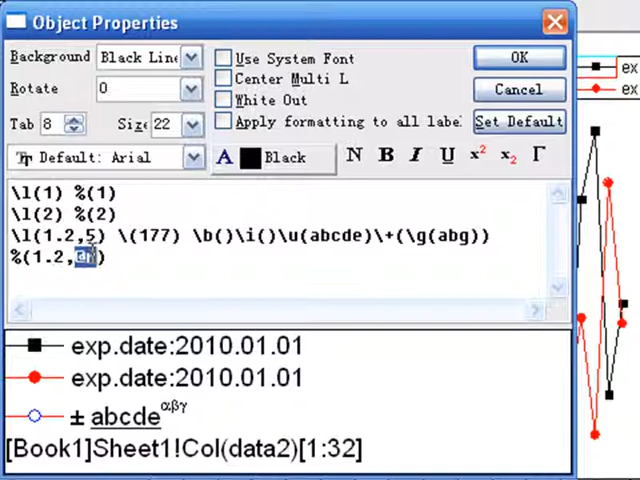 Object Properties
Background Black Line
Rotate 0
Tab 8 Size 22
Use System Font
Center Multi L
White Out
Apply formatting to all label
OK
Cancel
Set Default
Default: Arial
A Black N B I U x² x₂ Γ
\l(1) %(1)
\l(2) %(2)
\l(1.2,5) \(177) \b()\i()\u(abcde)\+(\g(abg))
%(1.2, )
exp.date:2010.01.01
exp.date:2010.01.01
± abcde αβγ
[Book1]Sheet1!Col(data2)[1:32]
ex
ex